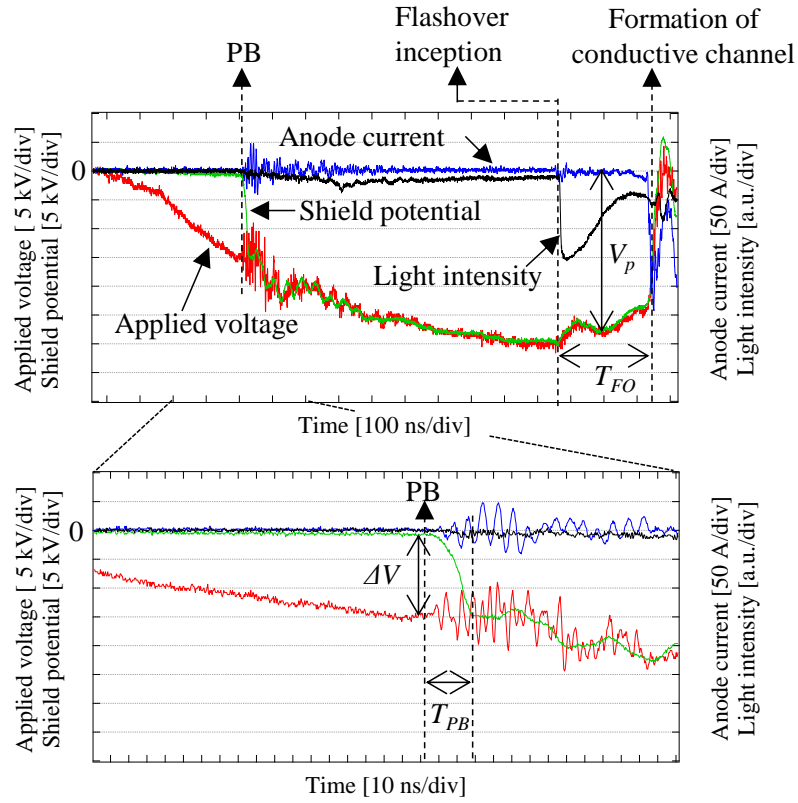 Flashover
inception
Formation of
conductive channel
PB
Applied voltage [ 5 kV/div]
Shield potential [5 kV/div]
0
Anode current
Shield potential
Applied voltage
Light intensity
V_p
T_FO
Anode current [50 A/div]
Light intensity [a.u./div]
Time [100 ns/div]
PB
Applied voltage [ 5 kV/div]
Shield potential [5 kV/div]
0
ΔV
T_PB
Anode current [50 A/div]
Light intensity [a.u./div]
Time [10 ns/div]